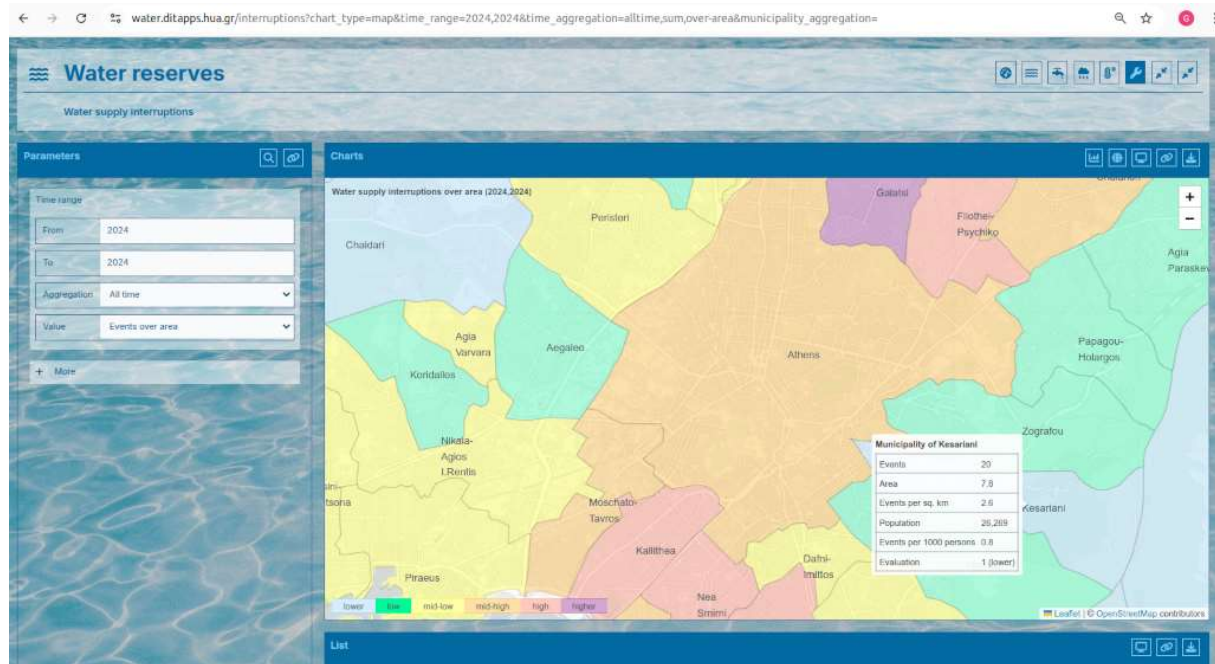 water.ditapps.hua.gr/interruptions?chart_type=map&time_range=2024,2024&time_aggregation=alltime,sum,over-area&municipality_aggregation=
G
Water reserves
Water supply interruptions
Parameters
Time range
From 2024
To 2024
Aggregation All time
Value Events over area
+ More
Charts
Water supply interruptions over area (2024,2024)
+
−
Galatsi
Peristeri
Filothei-
Psychiko
Chaidari
Agia
Agia
Varvara
Aegaleo
Athens
Papagou-
Holargos
Koridallos
Zografou
Nikaia-
Agios
I.Rentis
Municipality of Kesariani
Events 20
Area 7.8
Events per sq. km 2.6
Population 26,269
Events per 1000 persons 0.8
Evaluation 1 (lower)
Kesariani
tsona
Moschato-
Tavros
Kallithea
Dafni-
Imittos
Piraeus
Nea
Smirni
lower low mid-low mid-high high higher
Leaflet | © OpenStreetMap contributors
List